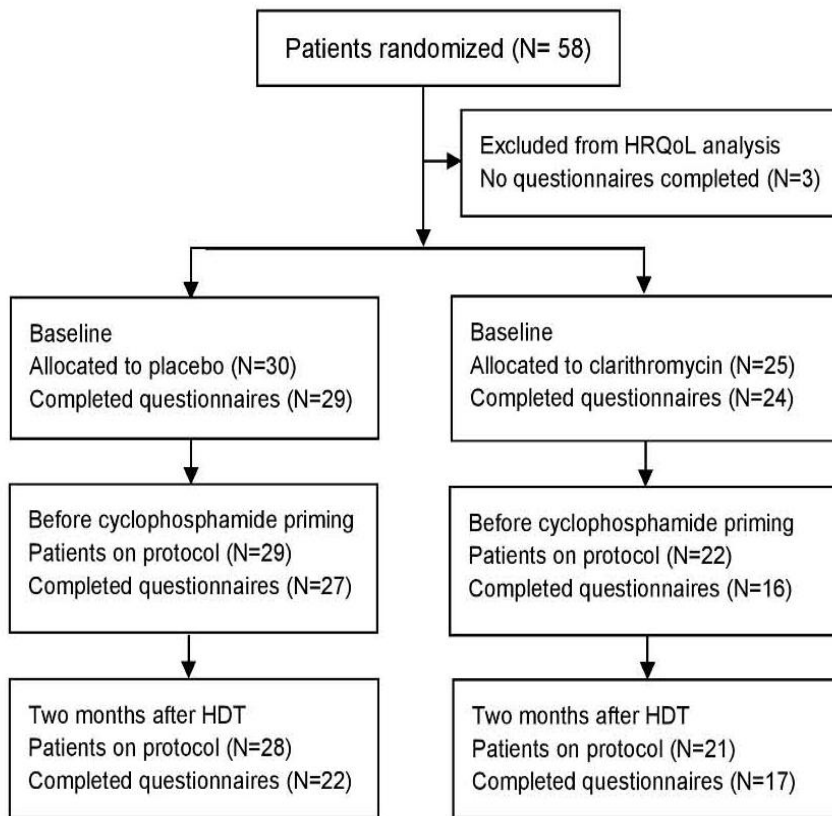 Patients randomized (N= 58)
Excluded from HRQoL analysis
No questionnaires completed (N=3)
Baseline
Allocated to placebo (N=30)
Completed questionnaires (N=29)
Baseline
Allocated to clarithromycin (N=25)
Completed questionnaires (N=24)
Before cyclophosphamide priming
Patients on protocol (N=29)
Completed questionnaires (N=27)
Before cyclophosphamide priming
Patients on protocol (N=22)
Completed questionnaires (N=16)
Two months after HDT
Patients on protocol (N=28)
Completed questionnaires (N=22)
Two months after HDT
Patients on protocol (N=21)
Completed questionnaires (N=17)